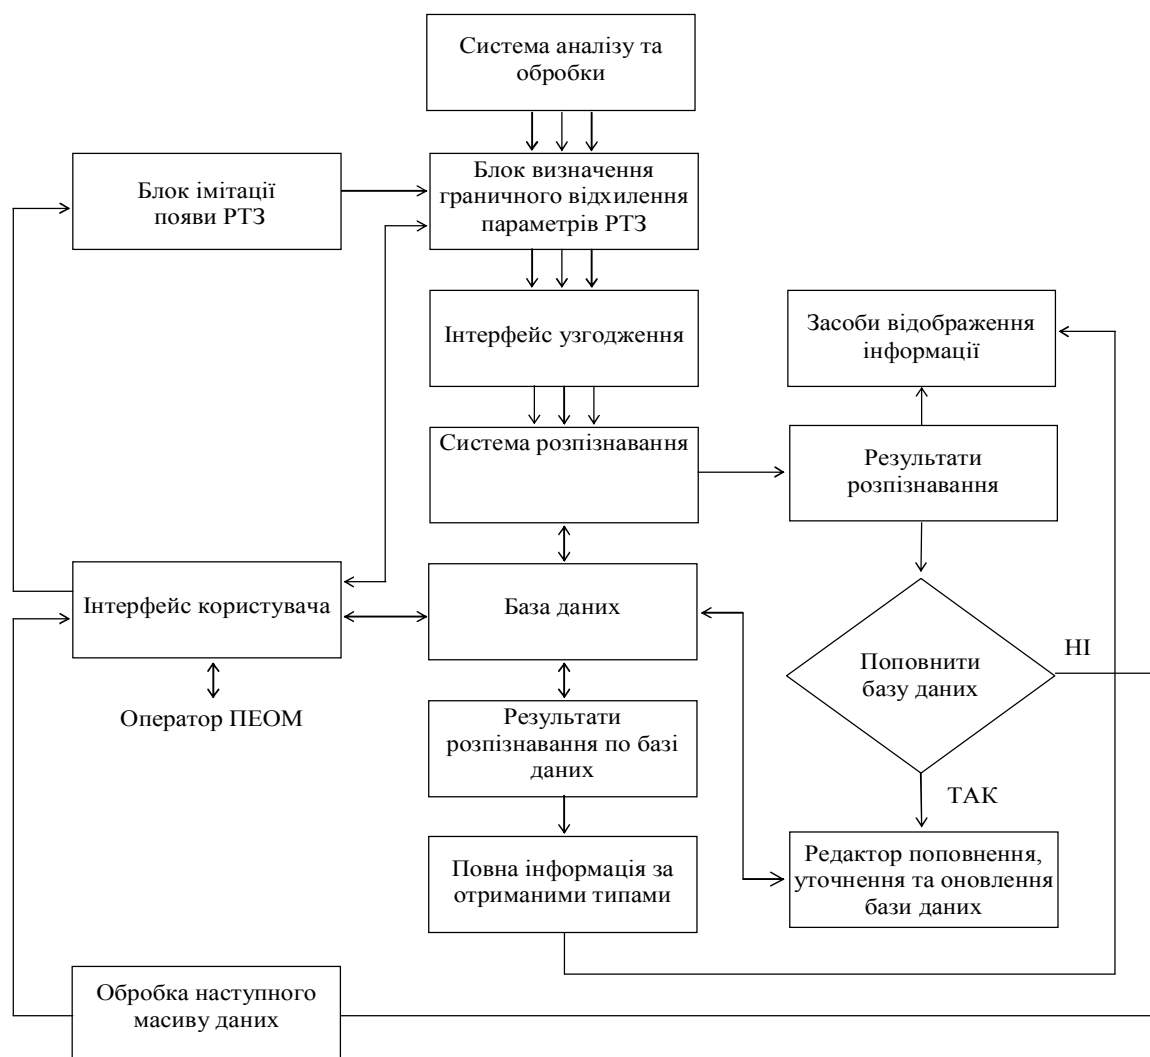 Система аналізу та
обробки
Блок імітації
появи РТЗ
Блок визначення
граничного відхилення
параметрів РТЗ
Інтерфейс узгодження
Засоби відображення
інформації
Система розпізнавання
Результати
розпізнавання
Інтерфейс користувача
База даних
Поповнити
базу даних
НІ
Оператор ПЕОМ
Результати
розпізнавання по базі
даних
ТАК
Повна інформація за
отриманими типами
Редактор поповнення,
уточнення та оновлення
бази даних
Обробка наступного
масиву даних